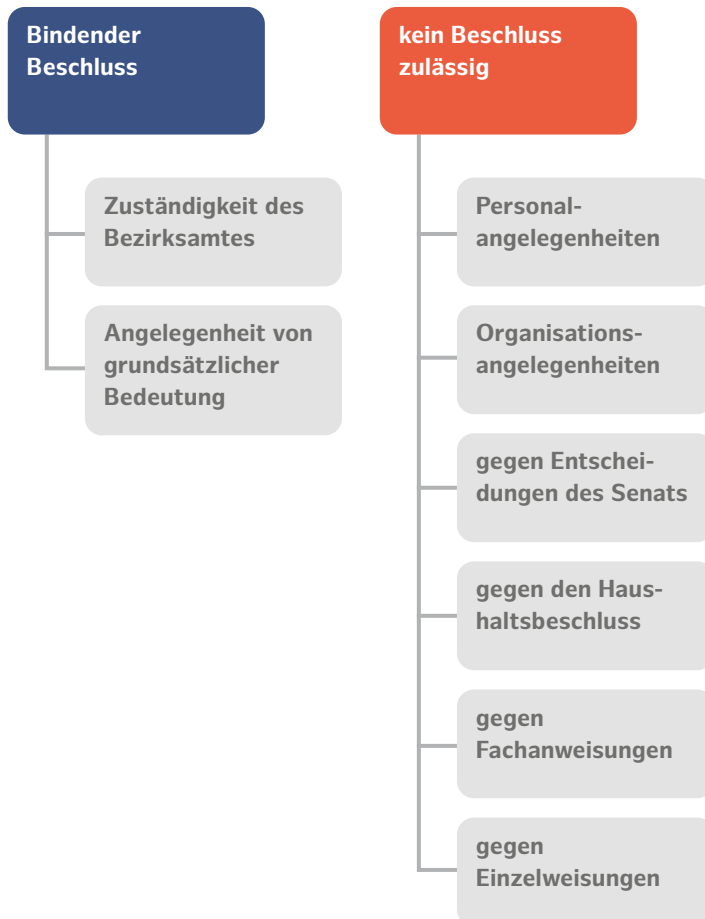 Bindender
Beschluss
Zuständigkeit des
Bezirksamtes
Angelegenheit von
grundsätzlicher
Bedeutung
kein Beschluss
zulässig
Personal-
angelegenheiten
Organisations-
angelegenheiten
gegen Entschei-
dungen des Senats
gegen den Haus-
haltsbeschluss
gegen
Fachanweisungen
gegen
Einzelweisungen